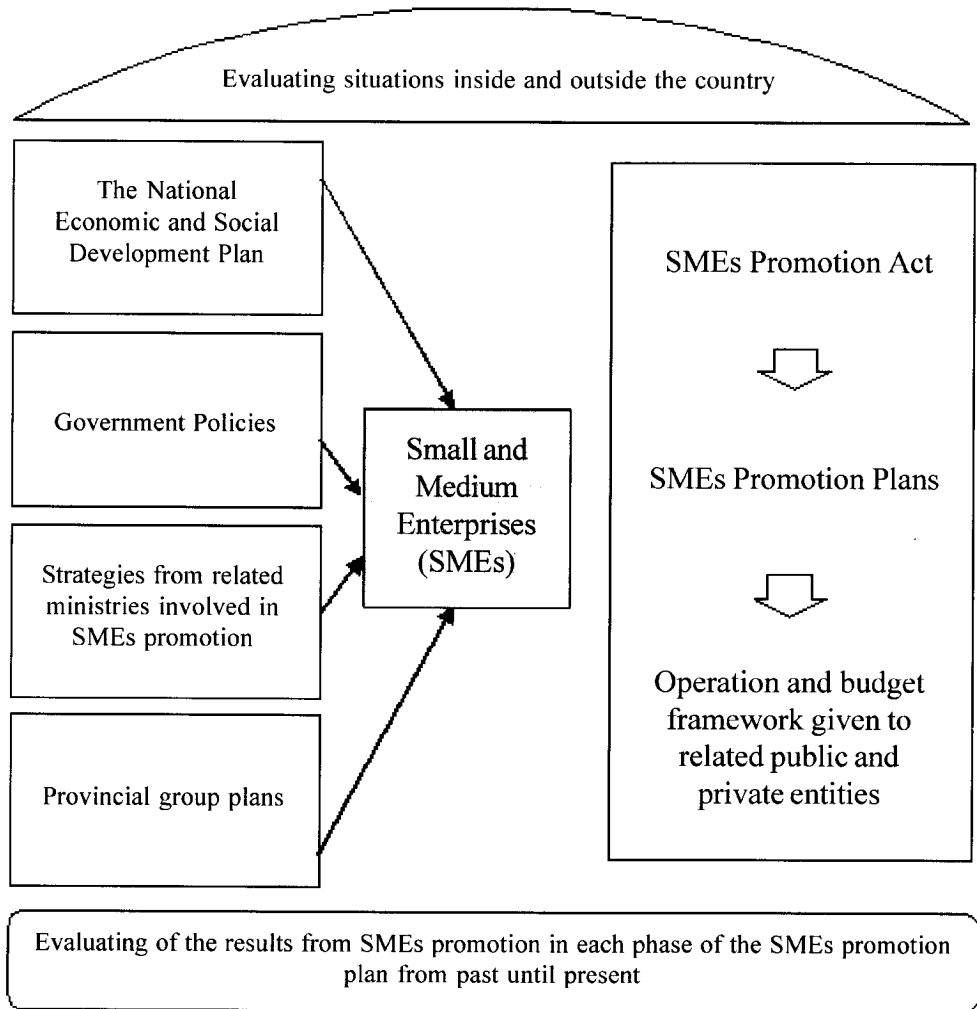 Evaluating situations inside and outside the country
The National
Economic and Social
Development Plan
Government Policies
Strategies from related
ministries involved in
SMEs promotion
Provincial group plans
Small and
Medium
Enterprises
(SMEs)
SMEs Promotion Act
SMEs Promotion Plans
Operation and budget
framework given to
related public and
private entities
Evaluating of the results from SMEs promotion in each phase of the SMEs promotion
plan from past until present